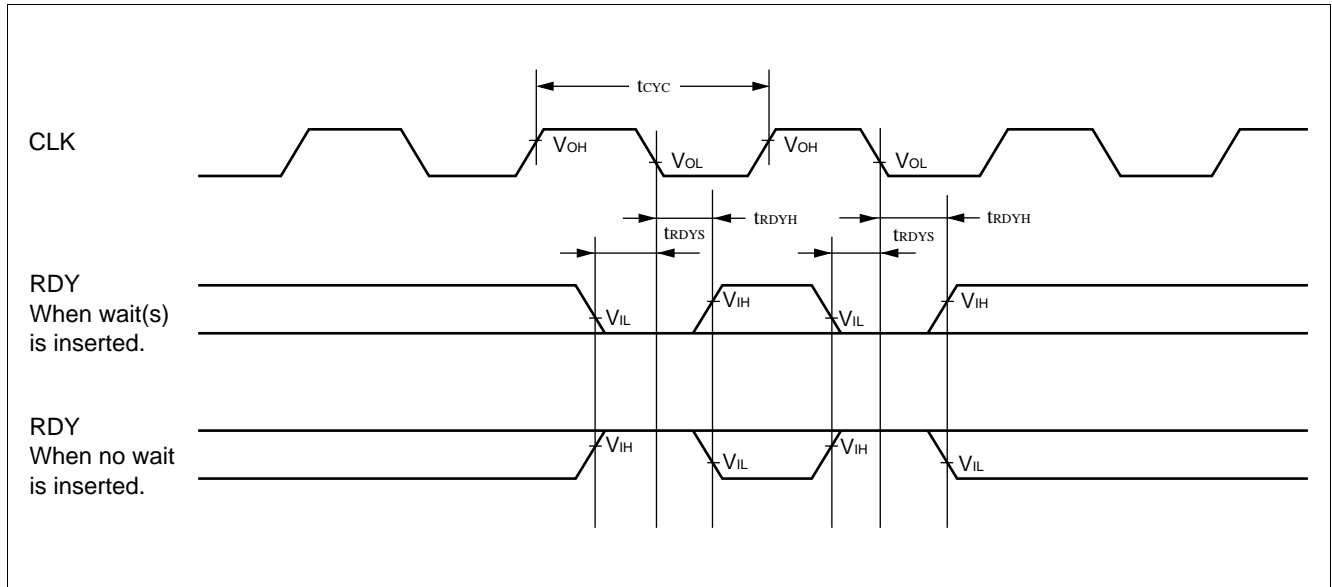 tCYC
CLK
VOH
VOL
VOH
VOL
tRDYS
tRDYH
tRDYS
tRDYH
RDY
When wait(s)
is inserted.
VIL
VIH
VIL
VIH
RDY
When no wait
is inserted.
VIH
VIL
VIH
VIL